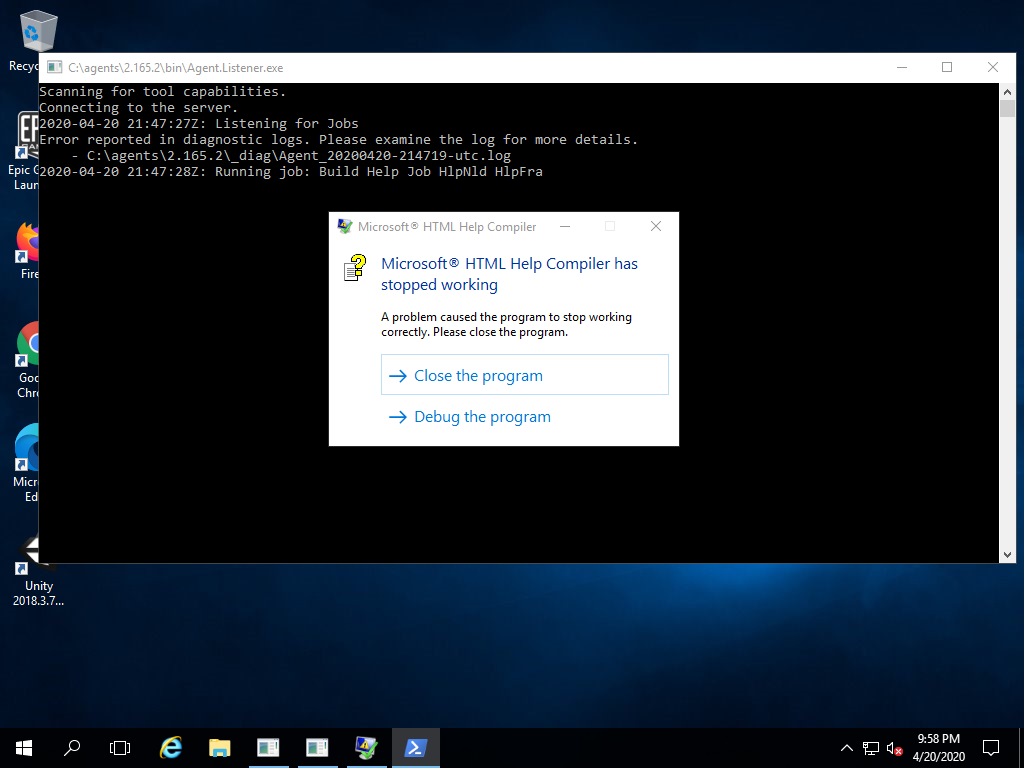 Recyc
C:\agents\2.165.2\bin\Agent.Listener.exe
Scanning for tool capabilities.
Connecting to the server.
2020-04-20 21:47:27Z: Listening for Jobs
Error reported in diagnostic logs. Please examine the log for more details.
- C:\agents\2.165.2\_diag\Agent_20200420-214719-utc.log
2020-04-20 21:47:28Z: Running job: Build Help Job HlpNld HlpFra
Epic G
Laun
Fire
Goo
Chro
Micro
Ed
Unity
2018.3.7...
Microsoft® HTML Help Compiler
Microsoft® HTML Help Compiler has
stopped working
A problem caused the program to stop working
correctly. Please close the program.
Close the program
Debug the program
9:58 PM
4/20/2020